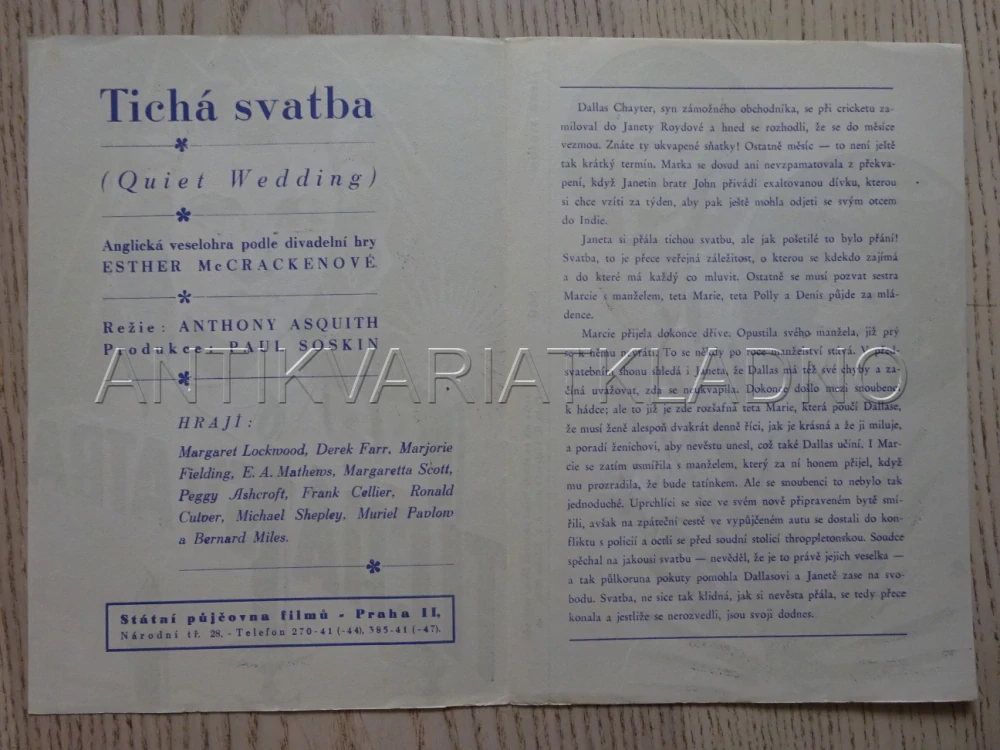 Tichá svatba
(Quiet Wedding)
Anglická veselohra podle divadelní hry
ESTHER McCRACKENOVÉ.
Režie: ANTHONY ASQUITH
Produkce: PAUL SOSKIN
HRAJÍ:
Margaret Lockwood, Derek Farr, Marjorie
Fielding, E. A. Mathews, Margaretta Scott,
Peggy Ashcroft, Frank Cellier, Ronald
Culver, Michael Shepley, Muriel Pavlow
a Bernard Miles.
Státní půjčovna filmů - Praha II,
Národní tř. 28. - Telefon 270-41 (-44), 385-41 (-47).
Dallas Chayter, syn zámožného obchodníka, se při cricketu za-
miloval do Janety Roydové a hned se rozhodli, že se do měsíce
vezmou. Znáte ty ukvapené sňatky! Ostatně měsíc — to není ještě
tak krátký termín. Matka se dosud ani nevzpamatovala z překva-
pení, když Janetin bratr John přivádí exaltovanou dívku, kterou
si chce vzíti za týden, aby pak ještě mohla odjeti se svým otcem
do Indie.
Janeta si přála tichou svatbu, ale jak pošetilé to bylo přání!
Svatba, to je přece veřejná záležitost, o kterou se kdekdo zajímá
a do které má každý co mluvit. Ostatně se musí pozvat sestra
Marcie s manželem, teta Marie, teta Polly a Denis půjde za mlá-
dence.
Marcie přijela dokonce dříve. Opustila svého manžela, již prý
se k němu nevrátí. To se někdy po roce manželství stává. V před-
svatebním shonu shledá i Janeta, že Dallas má též své chyby a za-
číná uvažovat, zda se neukvapila. Dokonce došlo mezi snoubenci
k hádce; ale to již je zde rozšafná teta Marie, která poučí Dallase,
že musí ženě alespoň dvakrát denně říci, jak je krásná a že ji miluje,
a poradí ženichovi, aby nevěstu unesl, což také Dallas učiní. I Mar-
cie se zatím usmířila s manželem, který za ní honem přijel, když
mu prozradila, že bude tatínkem. Ale se snoubenci to nebylo tak
jednoduché. Uprchlíci se sice ve svém nově připraveném bytě smí-
řili, avšak na zpáteční cestě ve vypůjčeném autu se dostali do kon-
fliktu s policií a octli se před soudní stolicí throppletonskou. Soudce
spěchal na jakousi svatbu — nevěděl, že je to právě jejich veselka —
a tak půlkoruna pokuty pomohla Dallasovi a Janetě zase na svo-
bodu. Svatba, ne sice tak klidná, jak si nevěsta přála, se tedy přece
konala a jestliže se nerozvedli, jsou svoji dodnes.
ANTIKVARIAT KLADNO